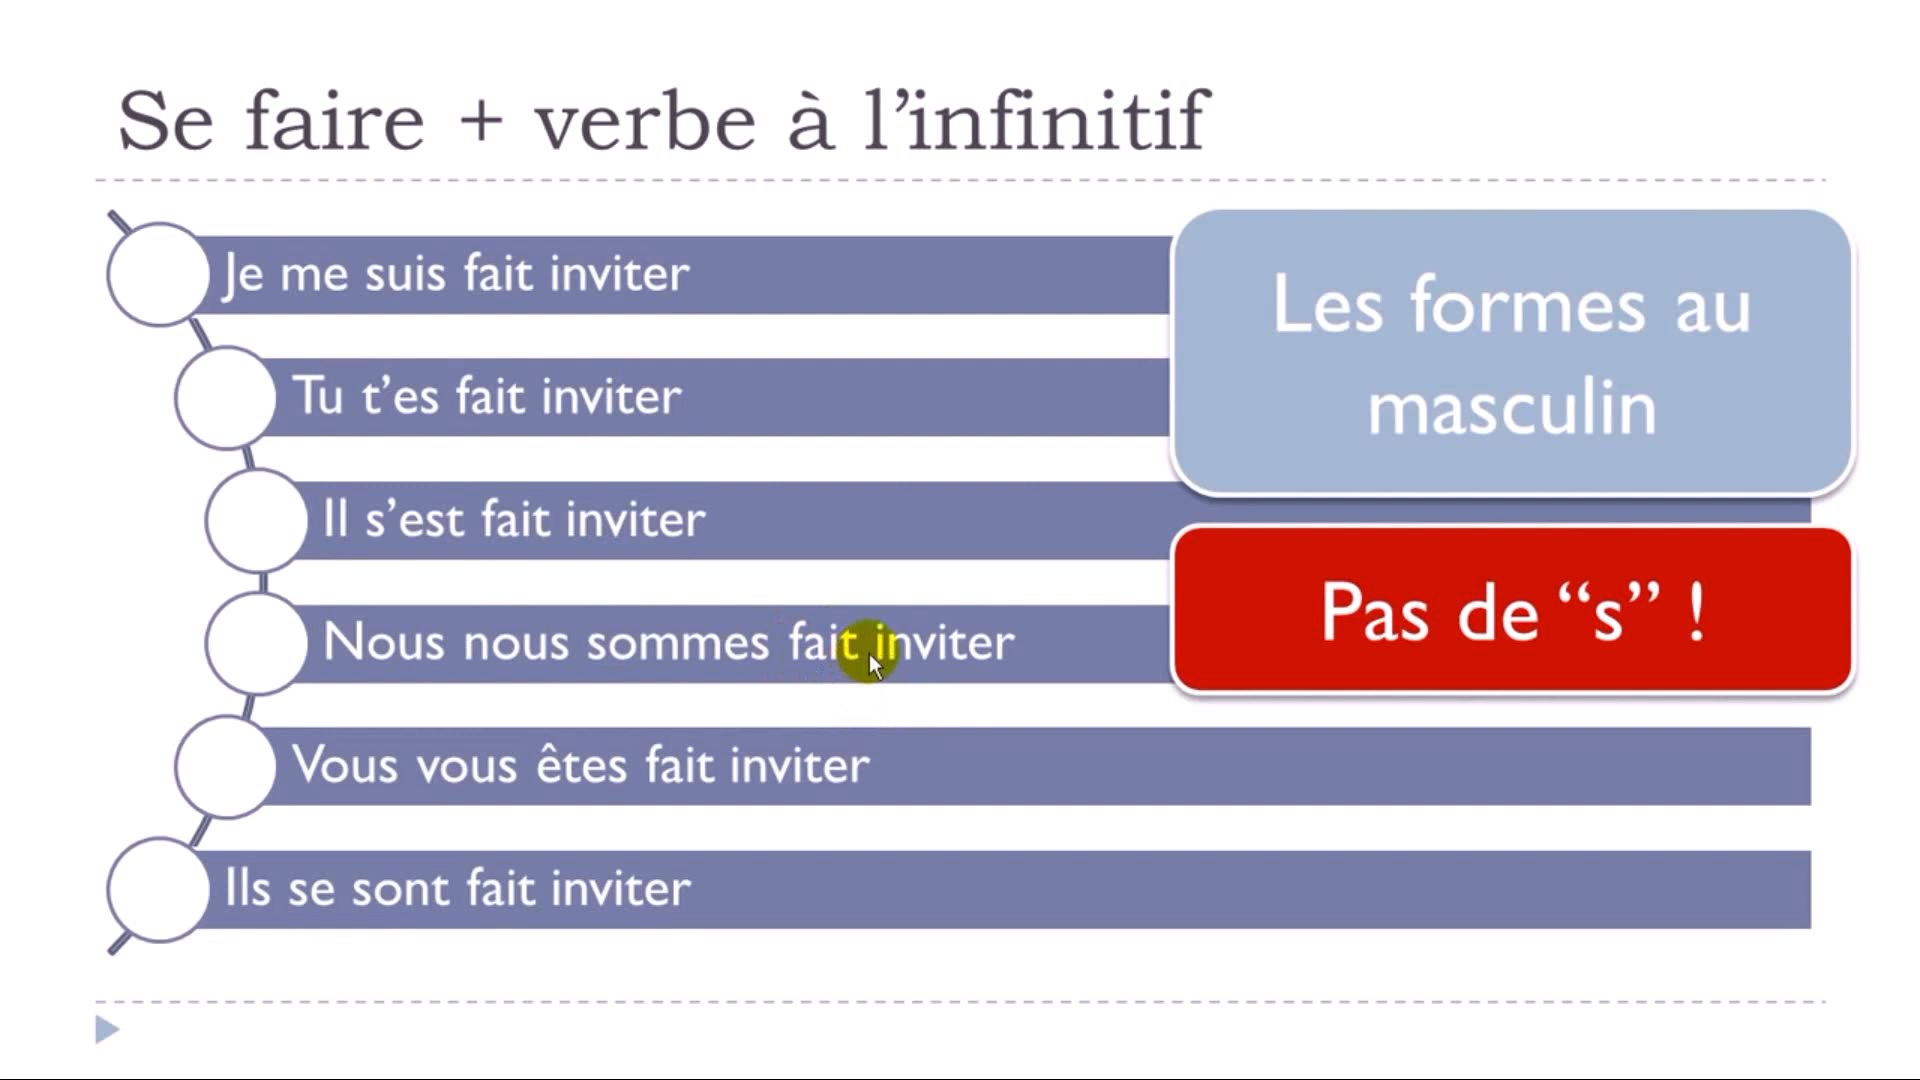 Se faire + verbe à l’infinitif
Je me suis fait inviter
Tu t’es fait inviter
Il s’est fait inviter
Nous nous sommes fait inviter
Vous vous êtes fait inviter
Ils se sont fait inviter
Les formes au
masculin
Pas de “s” !